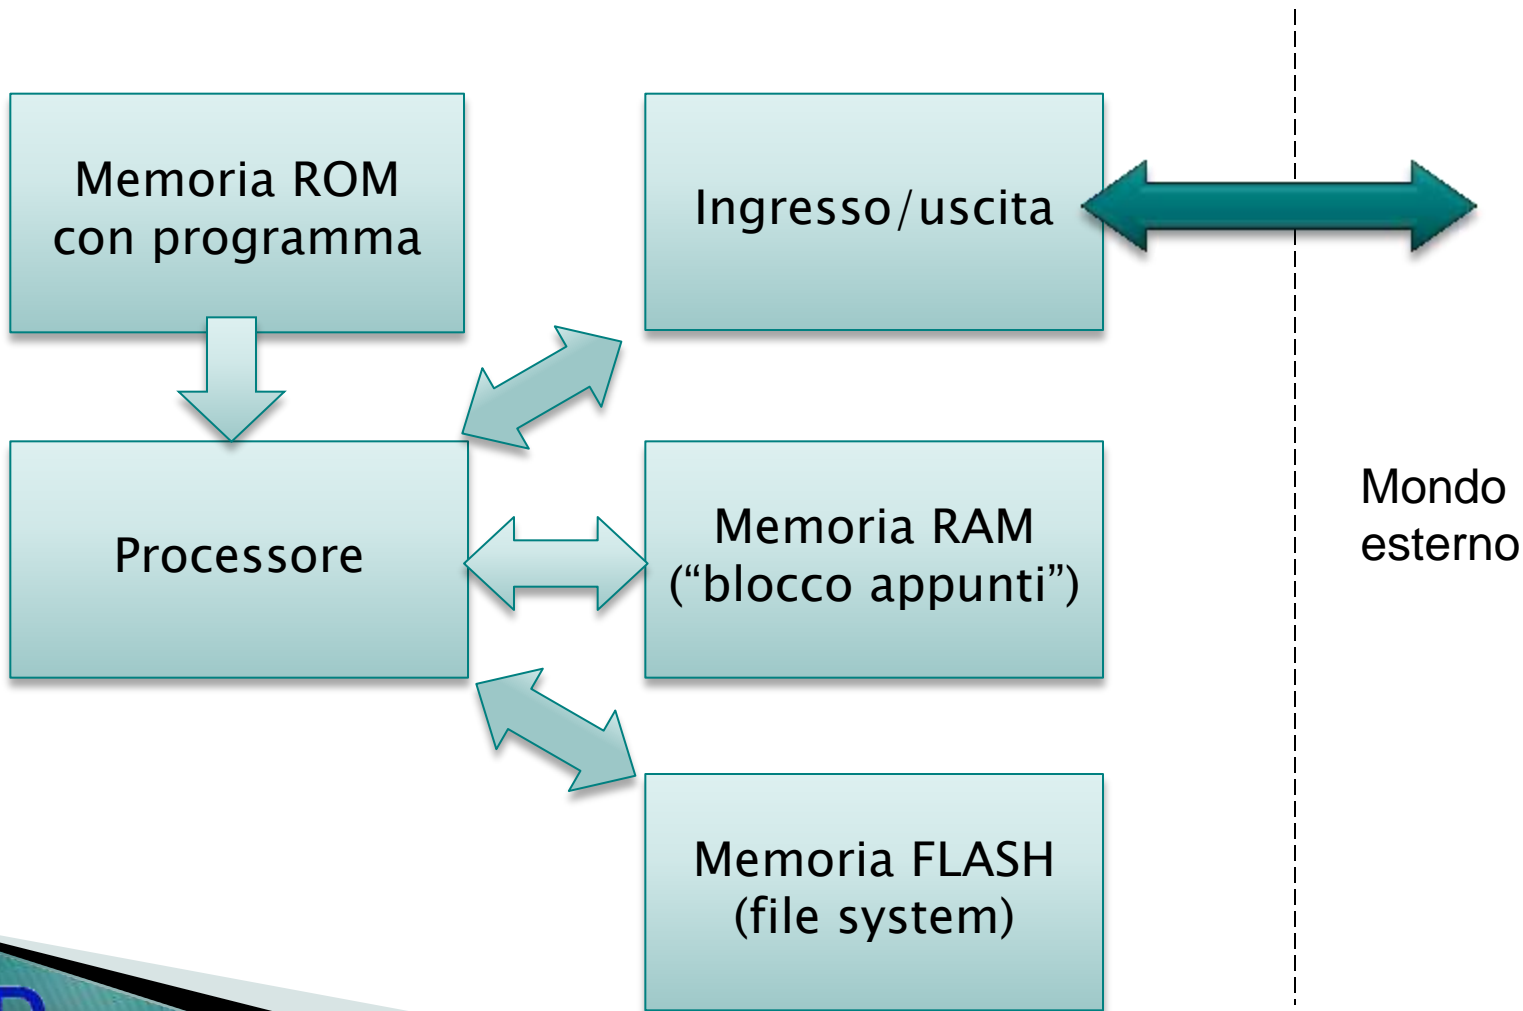 Memoria ROM
con programma
Ingresso/uscita
Processore
Memoria RAM
(“blocco appunti”)
Mondo
esterno
Memoria FLASH
(file system)